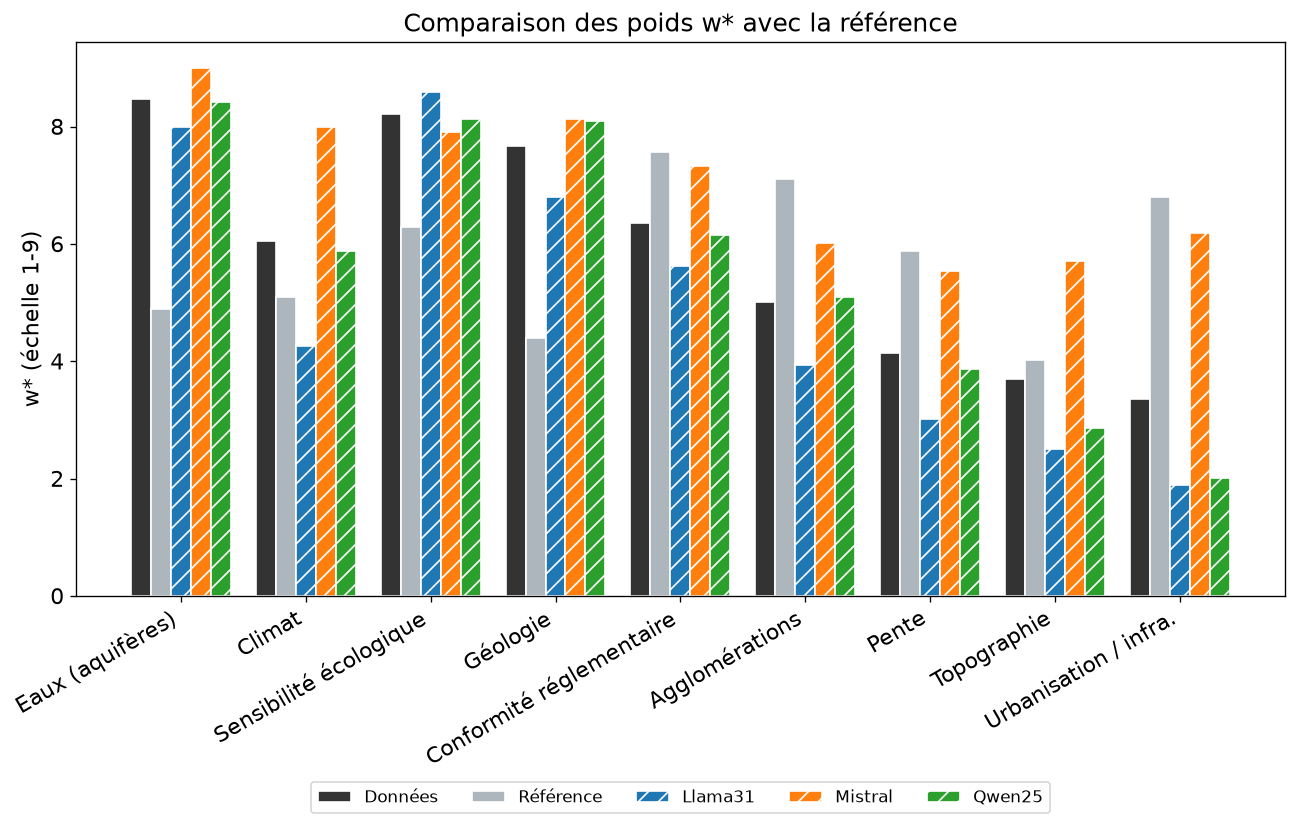 Comparaison des poids w* avec la référence
w* (échelle 1-9)
8
6
4
2
0
Eaux (aquifères)
Climat
Sensibilité écologique
Géologie
Conformité réglementaire
Agglomérations
Pente
Topographie
Urbanisation / infra.
Données Référence Llama31 Mistral Qwen25